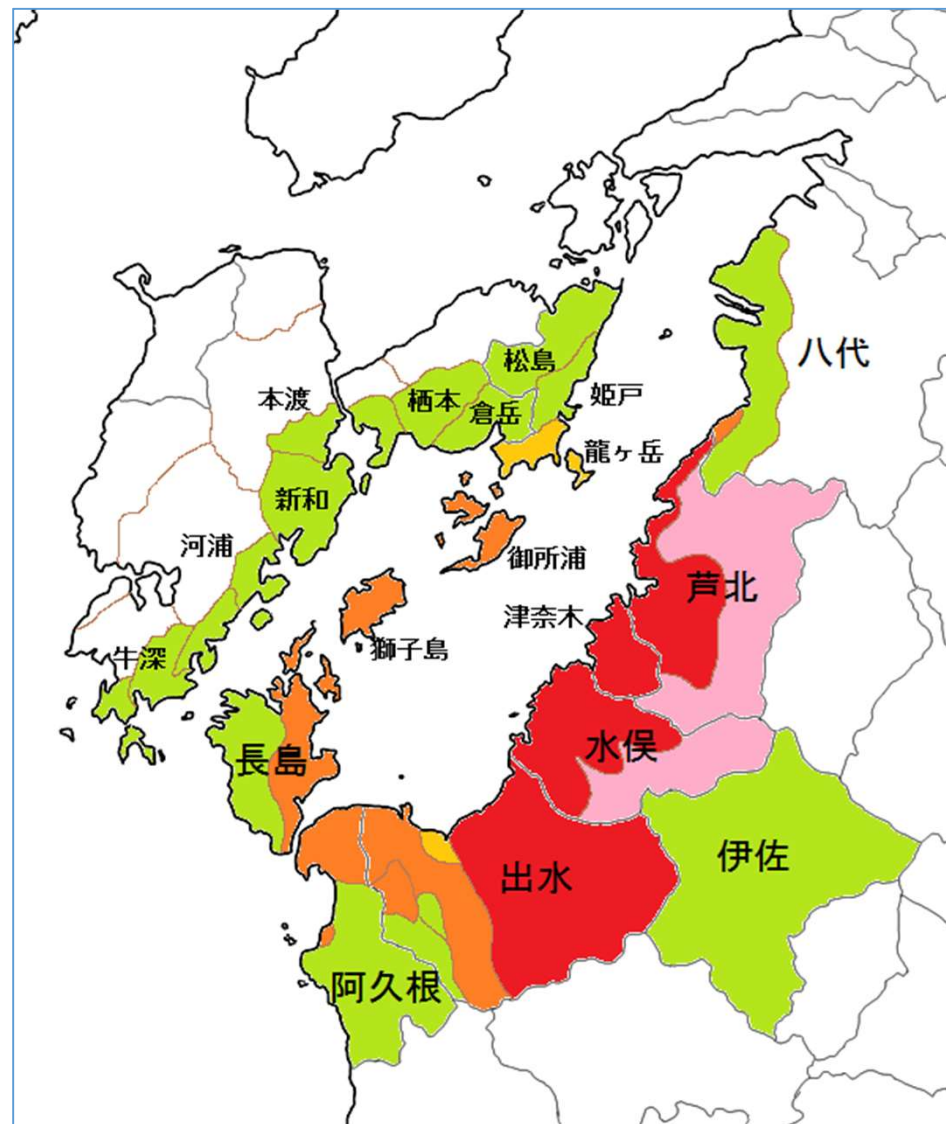 八代
松島
姫戸
本渡
栖本
倉岳
龍ヶ岳
新和
河浦
御所浦
芦北
津奈木
獅子島
牛深
水俣
長島
伊佐
出水
阿久根